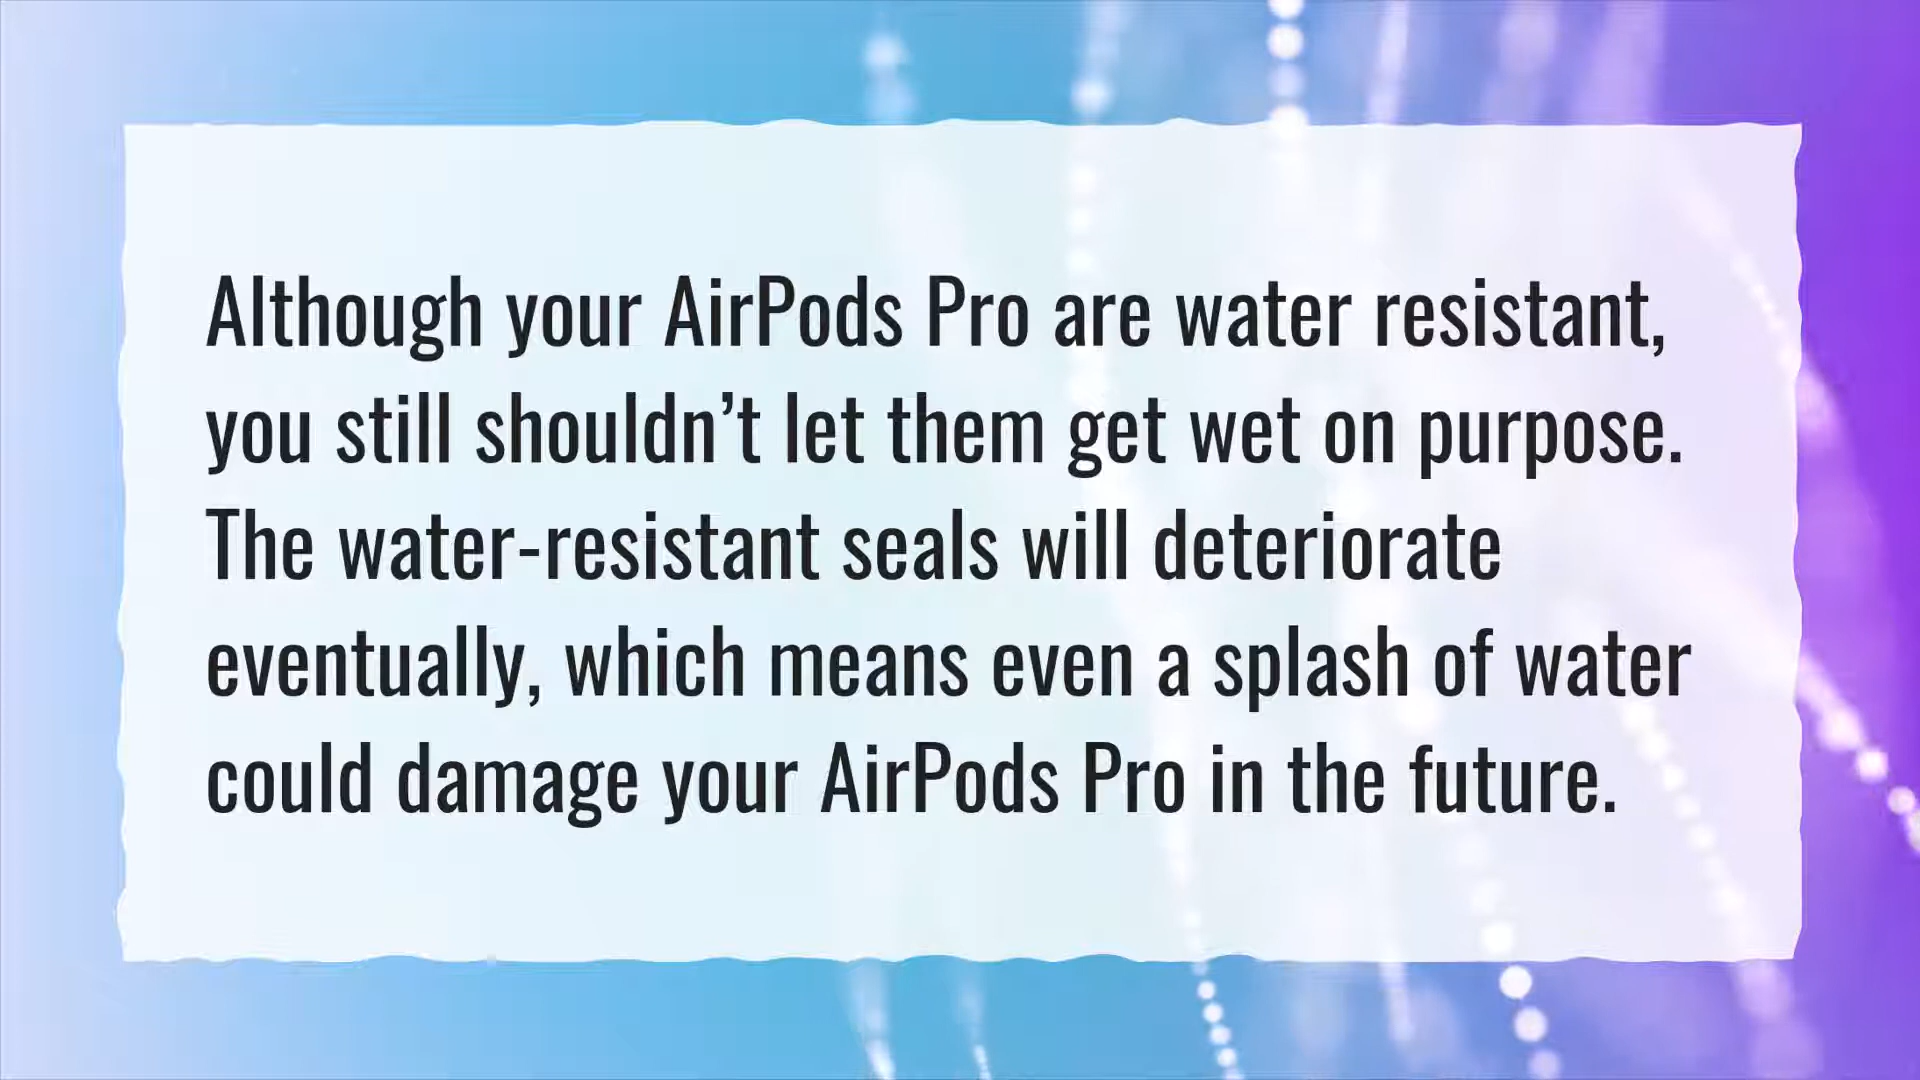 Although your AirPods Pro are water resistant,
you still shouldn’t let them get wet on purpose.
The water-resistant seals will deteriorate
eventually, which means even a splash of water
could damage your AirPods Pro in the future.